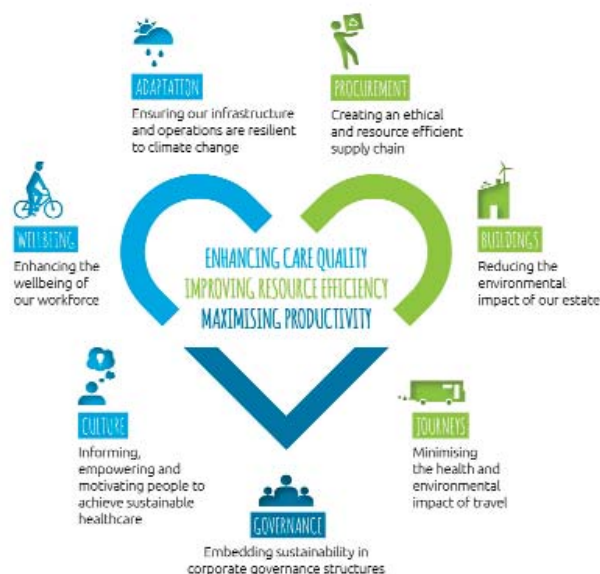 ADAPTATION
Ensuring our infrastructure
and operations are resilient
to climate change
PROCUREMENT
Creating an ethical
and resource efficient
supply chain
WELLBEING
Enhancing the
wellbeing of
our workforce
ENHANCING CARE QUALITY
IMPROVING RESOURCE EFFICIENCY
MAXIMISING PRODUCTIVITY
BUILDINGS
Reducing the
environmental
impact of our estate
CULTURE
Informing,
empowering and
motivating people to
achieve sustainable
healthcare
JOURNEYS
Minimising
the health and
environmental
impact of travel
GOVERNANCE
Embedding sustainability in
corporate governance structures